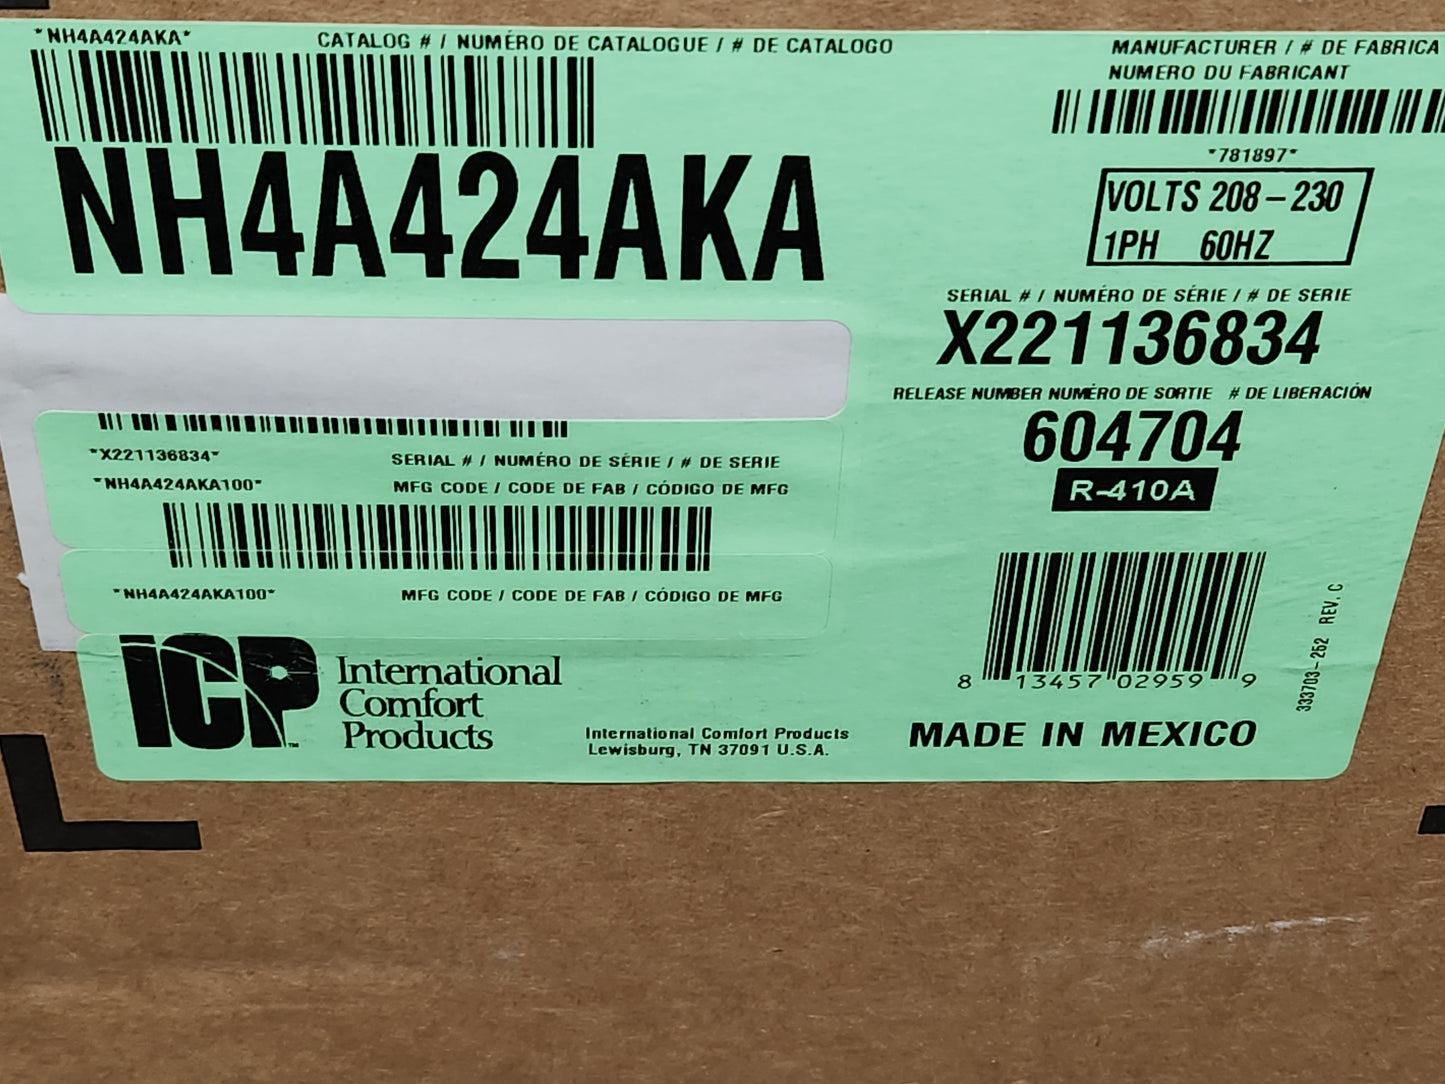 *NH4A424AKA*
CATALOG # / NUMÉRO DE CATALOGUE / # DE CATALOGO
NH4A424AKA
MANUFACTURER / # DE FABRICA
NUMERO DU FABRICANT
*781897*
VOLTS 208-230
1PH 60HZ
SERIAL # / NUMÉRO DE SÉRIE / # DE SERIE
X221136834
RELEASE NUMBER NUMÉRO DE SORTIE # DE LIBERACIÓN
604704
R-410A
*X221136834*
SERIAL # / NUMÉRO DE SÉRIE / # DE SERIE
*NH4A424AKA100*
MFG CODE / CODE DE FAB / CÓDIGO DE MFG
*NH4A424AKA100*
MFG CODE / CODE DE FAB / CÓDIGO DE MFG
ICP™
International
Comfort
Products
International Comfort Products
Lewisburg, TN 37091 U.S.A.
8 13457 02959 9
333703-252 REV. C
MADE IN MEXICO